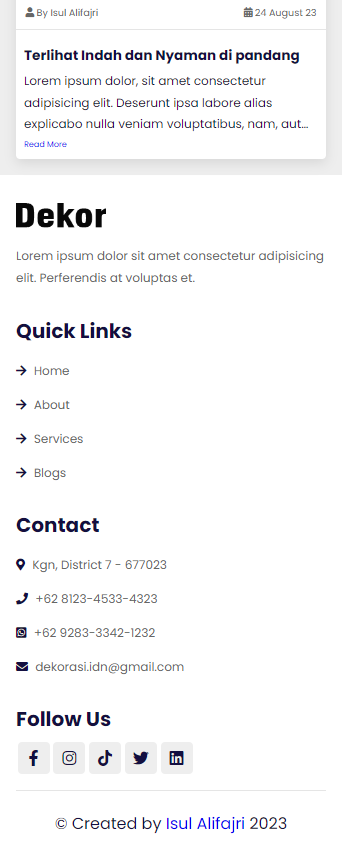 By Isul Alifajri 24 August 23
Terlihat Indah dan Nyaman di pandang
Lorem ipsum dolor, sit amet consectetur
adipisicing elit. Deserunt ipsa labore alias
explicabo nulla veniam voluptatibus, nam, aut...
Read More
Dekor
Lorem ipsum dolor sit amet consectetur adipisicing
elit. Perferendis at voluptas et.
Quick Links
Home
About
Services
Blogs
Contact
Kgn, District 7 - 677023
+62 8123-4533-4323
+62 9283-3342-1232
dekorasi.idn@gmail.com
Follow Us
© Created by Isul Alifajri 2023